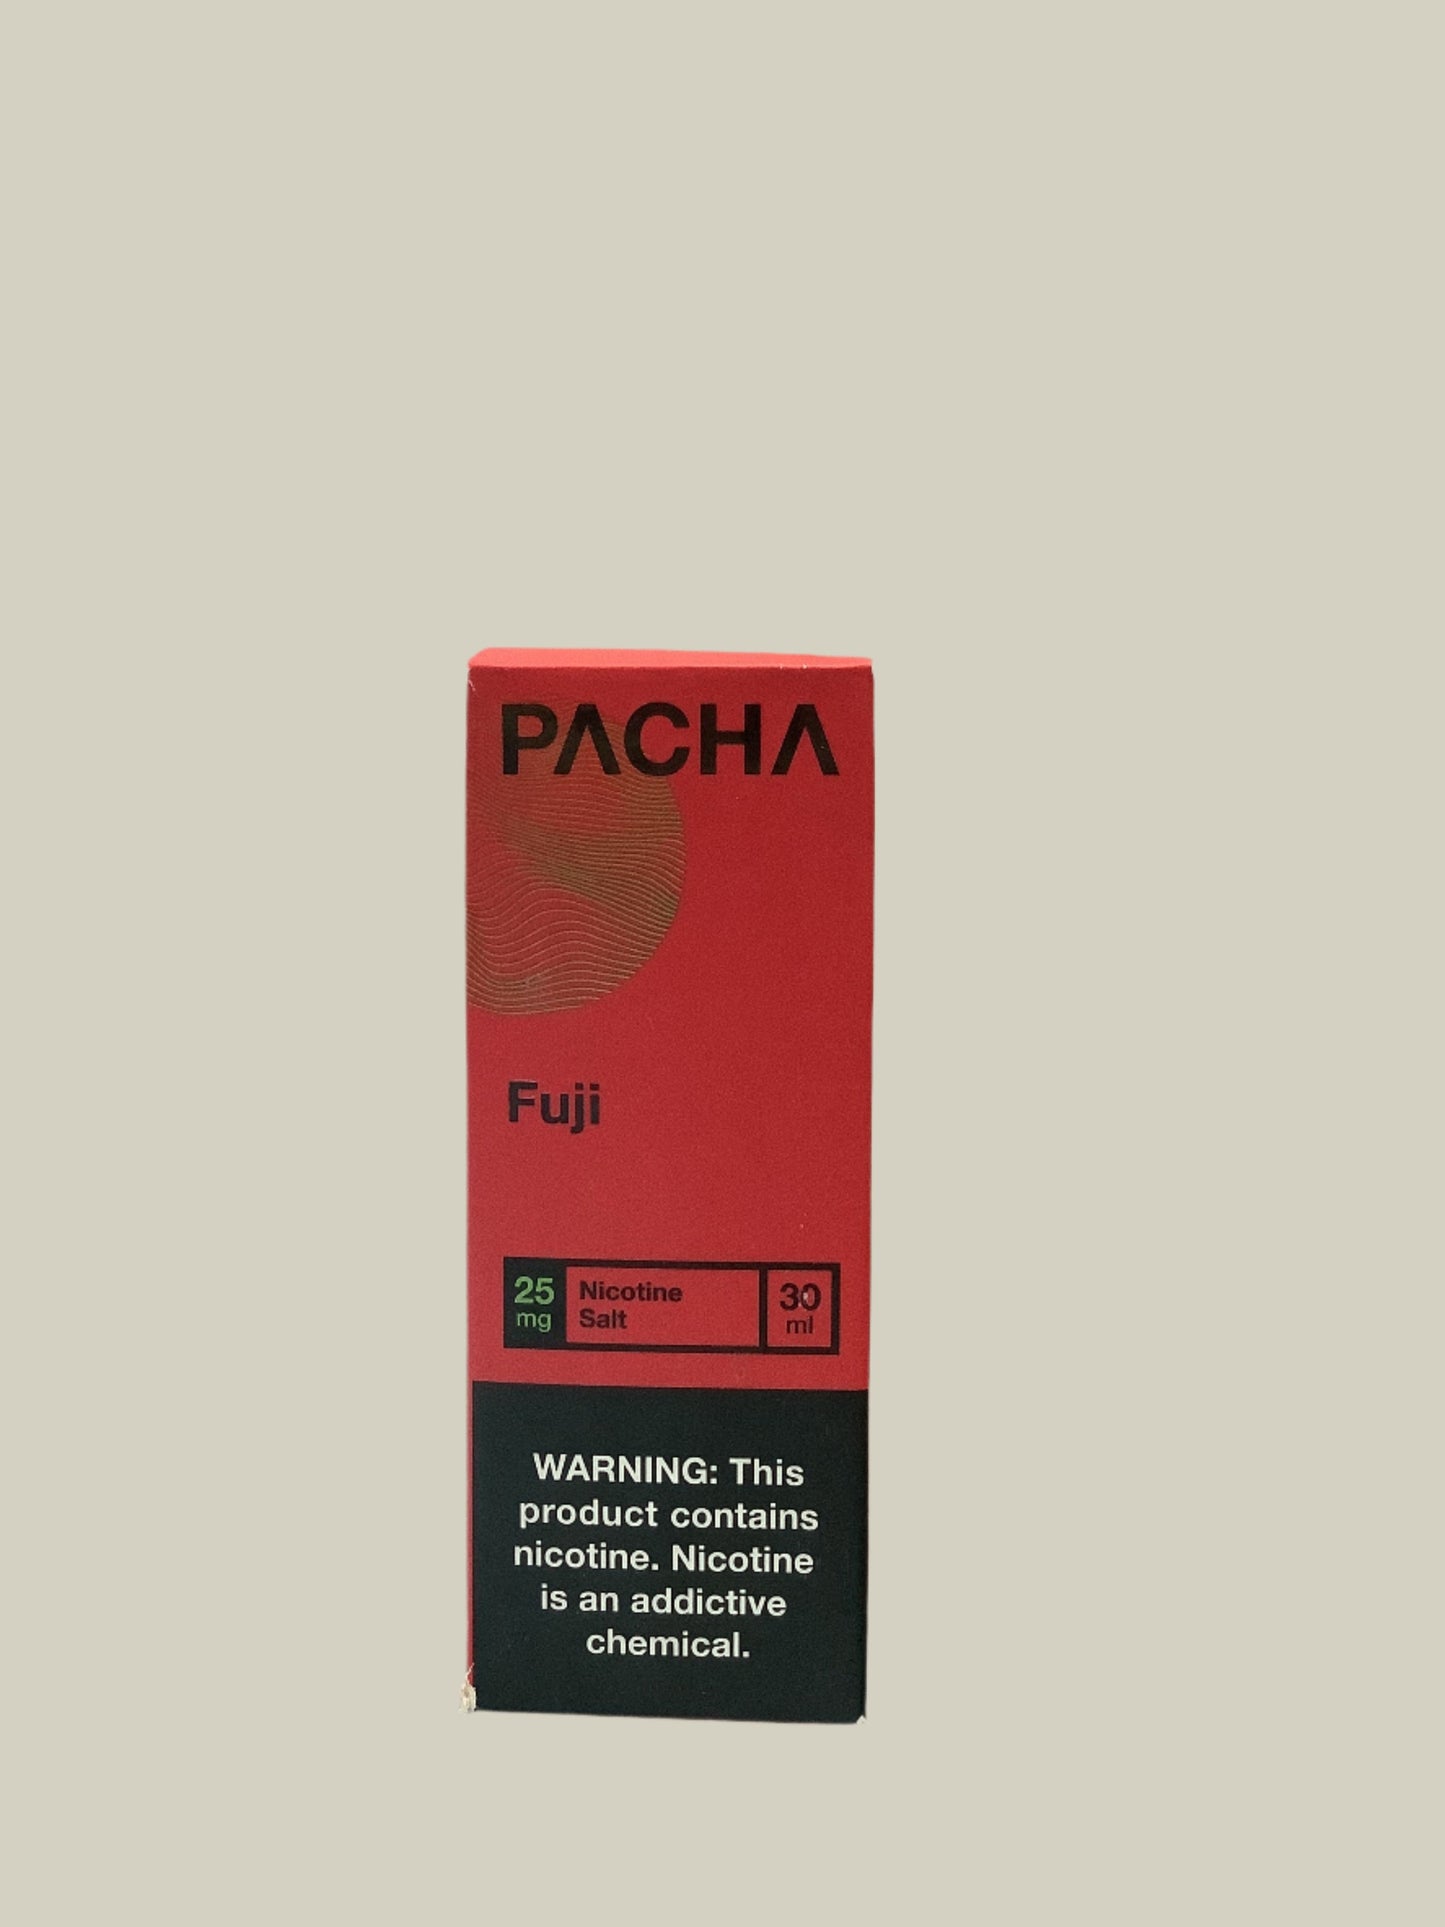 PACHA
Fuji
25
mg
Nicotine
Salt
30
ml
WARNING: This
product contains
nicotine. Nicotine
is an addictive
chemical.